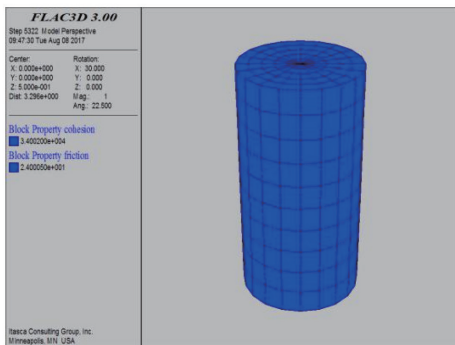 FLAC3D 3.00
Step 5322 Model Perspective
09:47:30 Tue Aug 08 2017
Center: Rotation:
X: 0.000e+000 X: 30.000
Y: 0.000e+000 Y: 0.000
Z: 5.000e-001 Z: 0.000
Dist: 3.296e+000 Mag.: 1
Ang.: 22.500
Block Property cohesion
3.400200e+004
Block Property friction
2.400050e+001
Itasca Consulting Group, Inc.
Minneapolis, MN USA